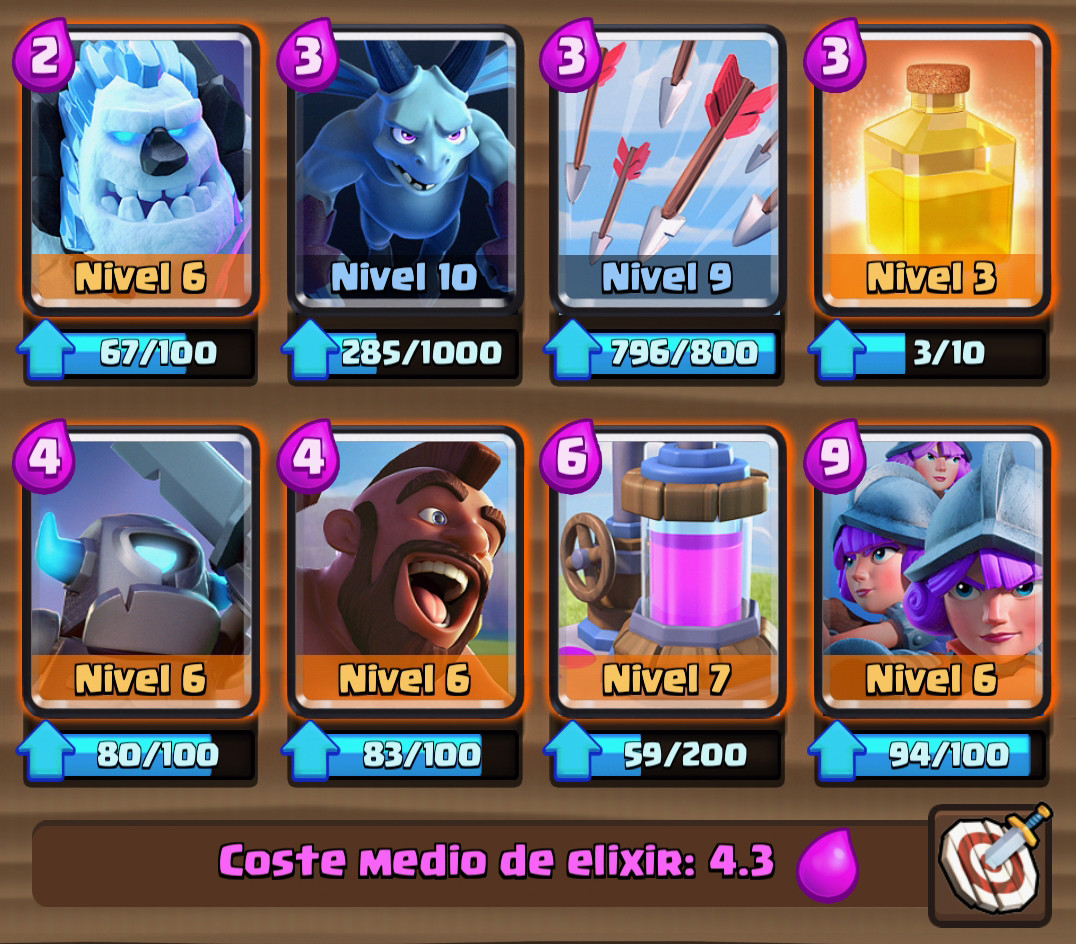 2 3 3 3
Nivel 6 Nivel 10 Nivel 9 Nivel 3
67/100 285/1000 796/800 3/10
4 4 6 9
Nivel 6 Nivel 6 Nivel 7 Nivel 6
80/100 83/100 59/200 94/100
Coste medio de elixir: 4.3